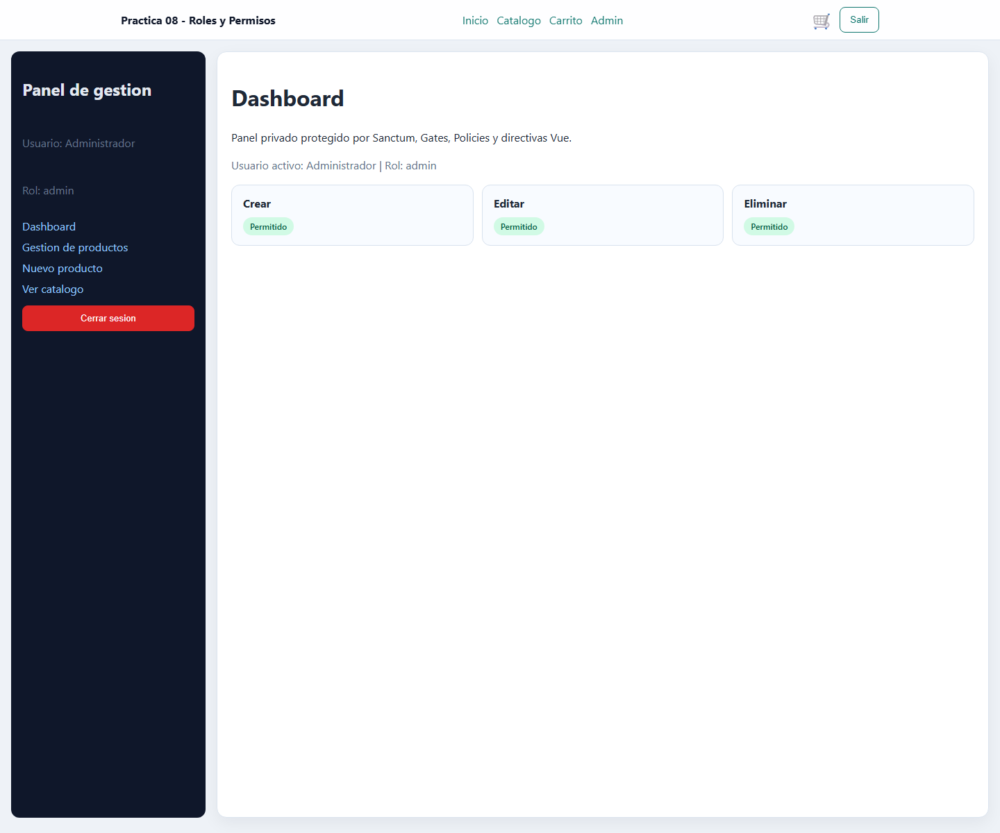 Practica 08 - Roles y Permisos
Inicio Catalogo Carrito Admin
Salir
Panel de gestion
Usuario: Administrador
Rol: admin
Dashboard
Gestion de productos
Nuevo producto
Ver catalogo
Cerrar sesion
Dashboard
Panel privado protegido por Sanctum, Gates, Policies y directivas Vue.
Usuario activo: Administrador | Rol: admin
Crear
Permitido
Editar
Permitido
Eliminar
Permitido